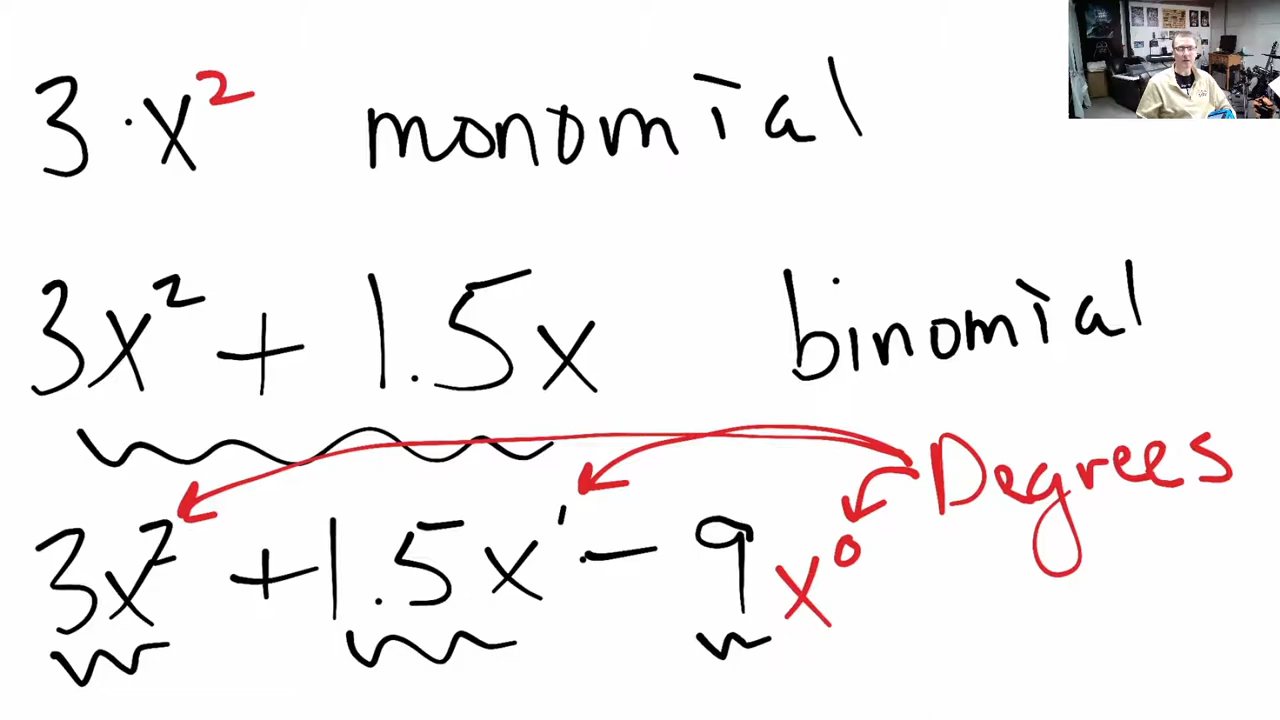 3 · x² monomial
3x² + 1.5x binomial
Degrees
3x² + 1.5x¹ - 9x⁰